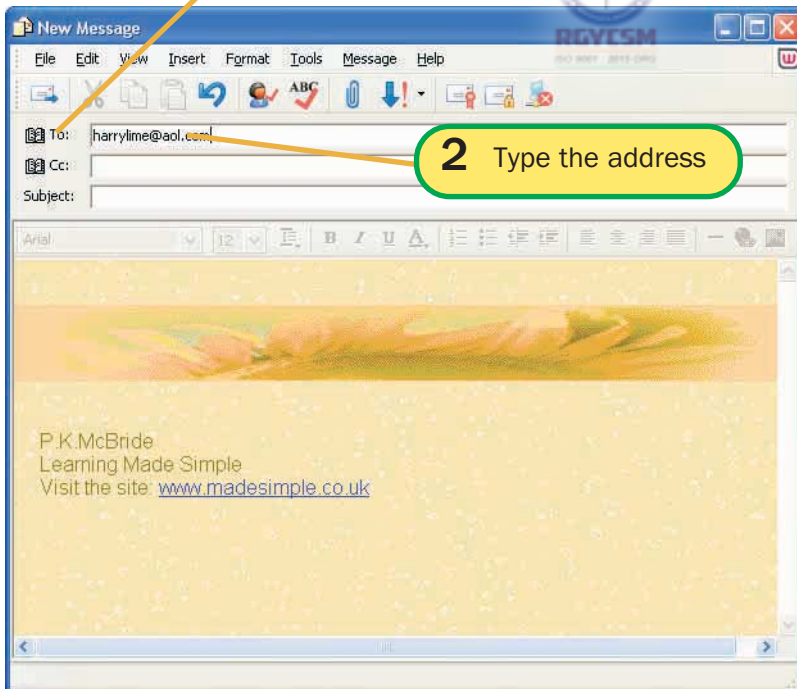 New Message
RGYCSM
File Edit View Insert Format Tools Message Help
ABC
To: harrylime@aol.com
2 Type the address
Cc:
Subject:
Arial 12 B I U A
P.K.McBride
Learning Made Simple
Visit the site: www.madesimple.co.uk